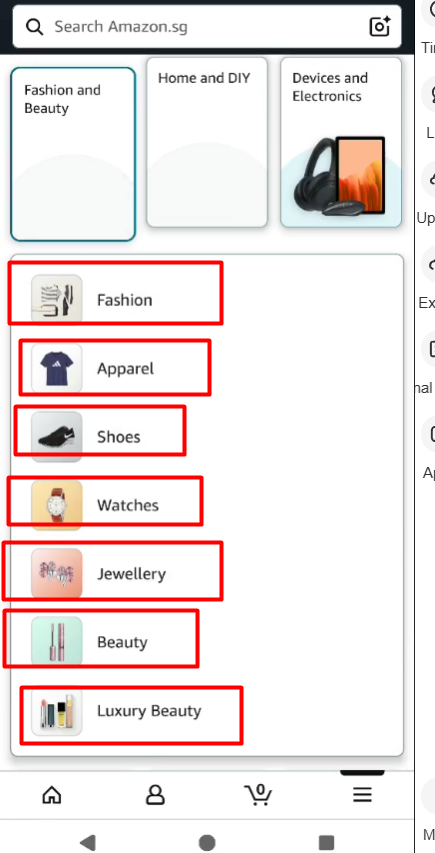 Search Amazon.sg
Fashion and
Beauty
Home and DIY
Devices and
Electronics
Fashion
Apparel
Shoes
Watches
Jewellery
Beauty
Luxury Beauty
0
Up